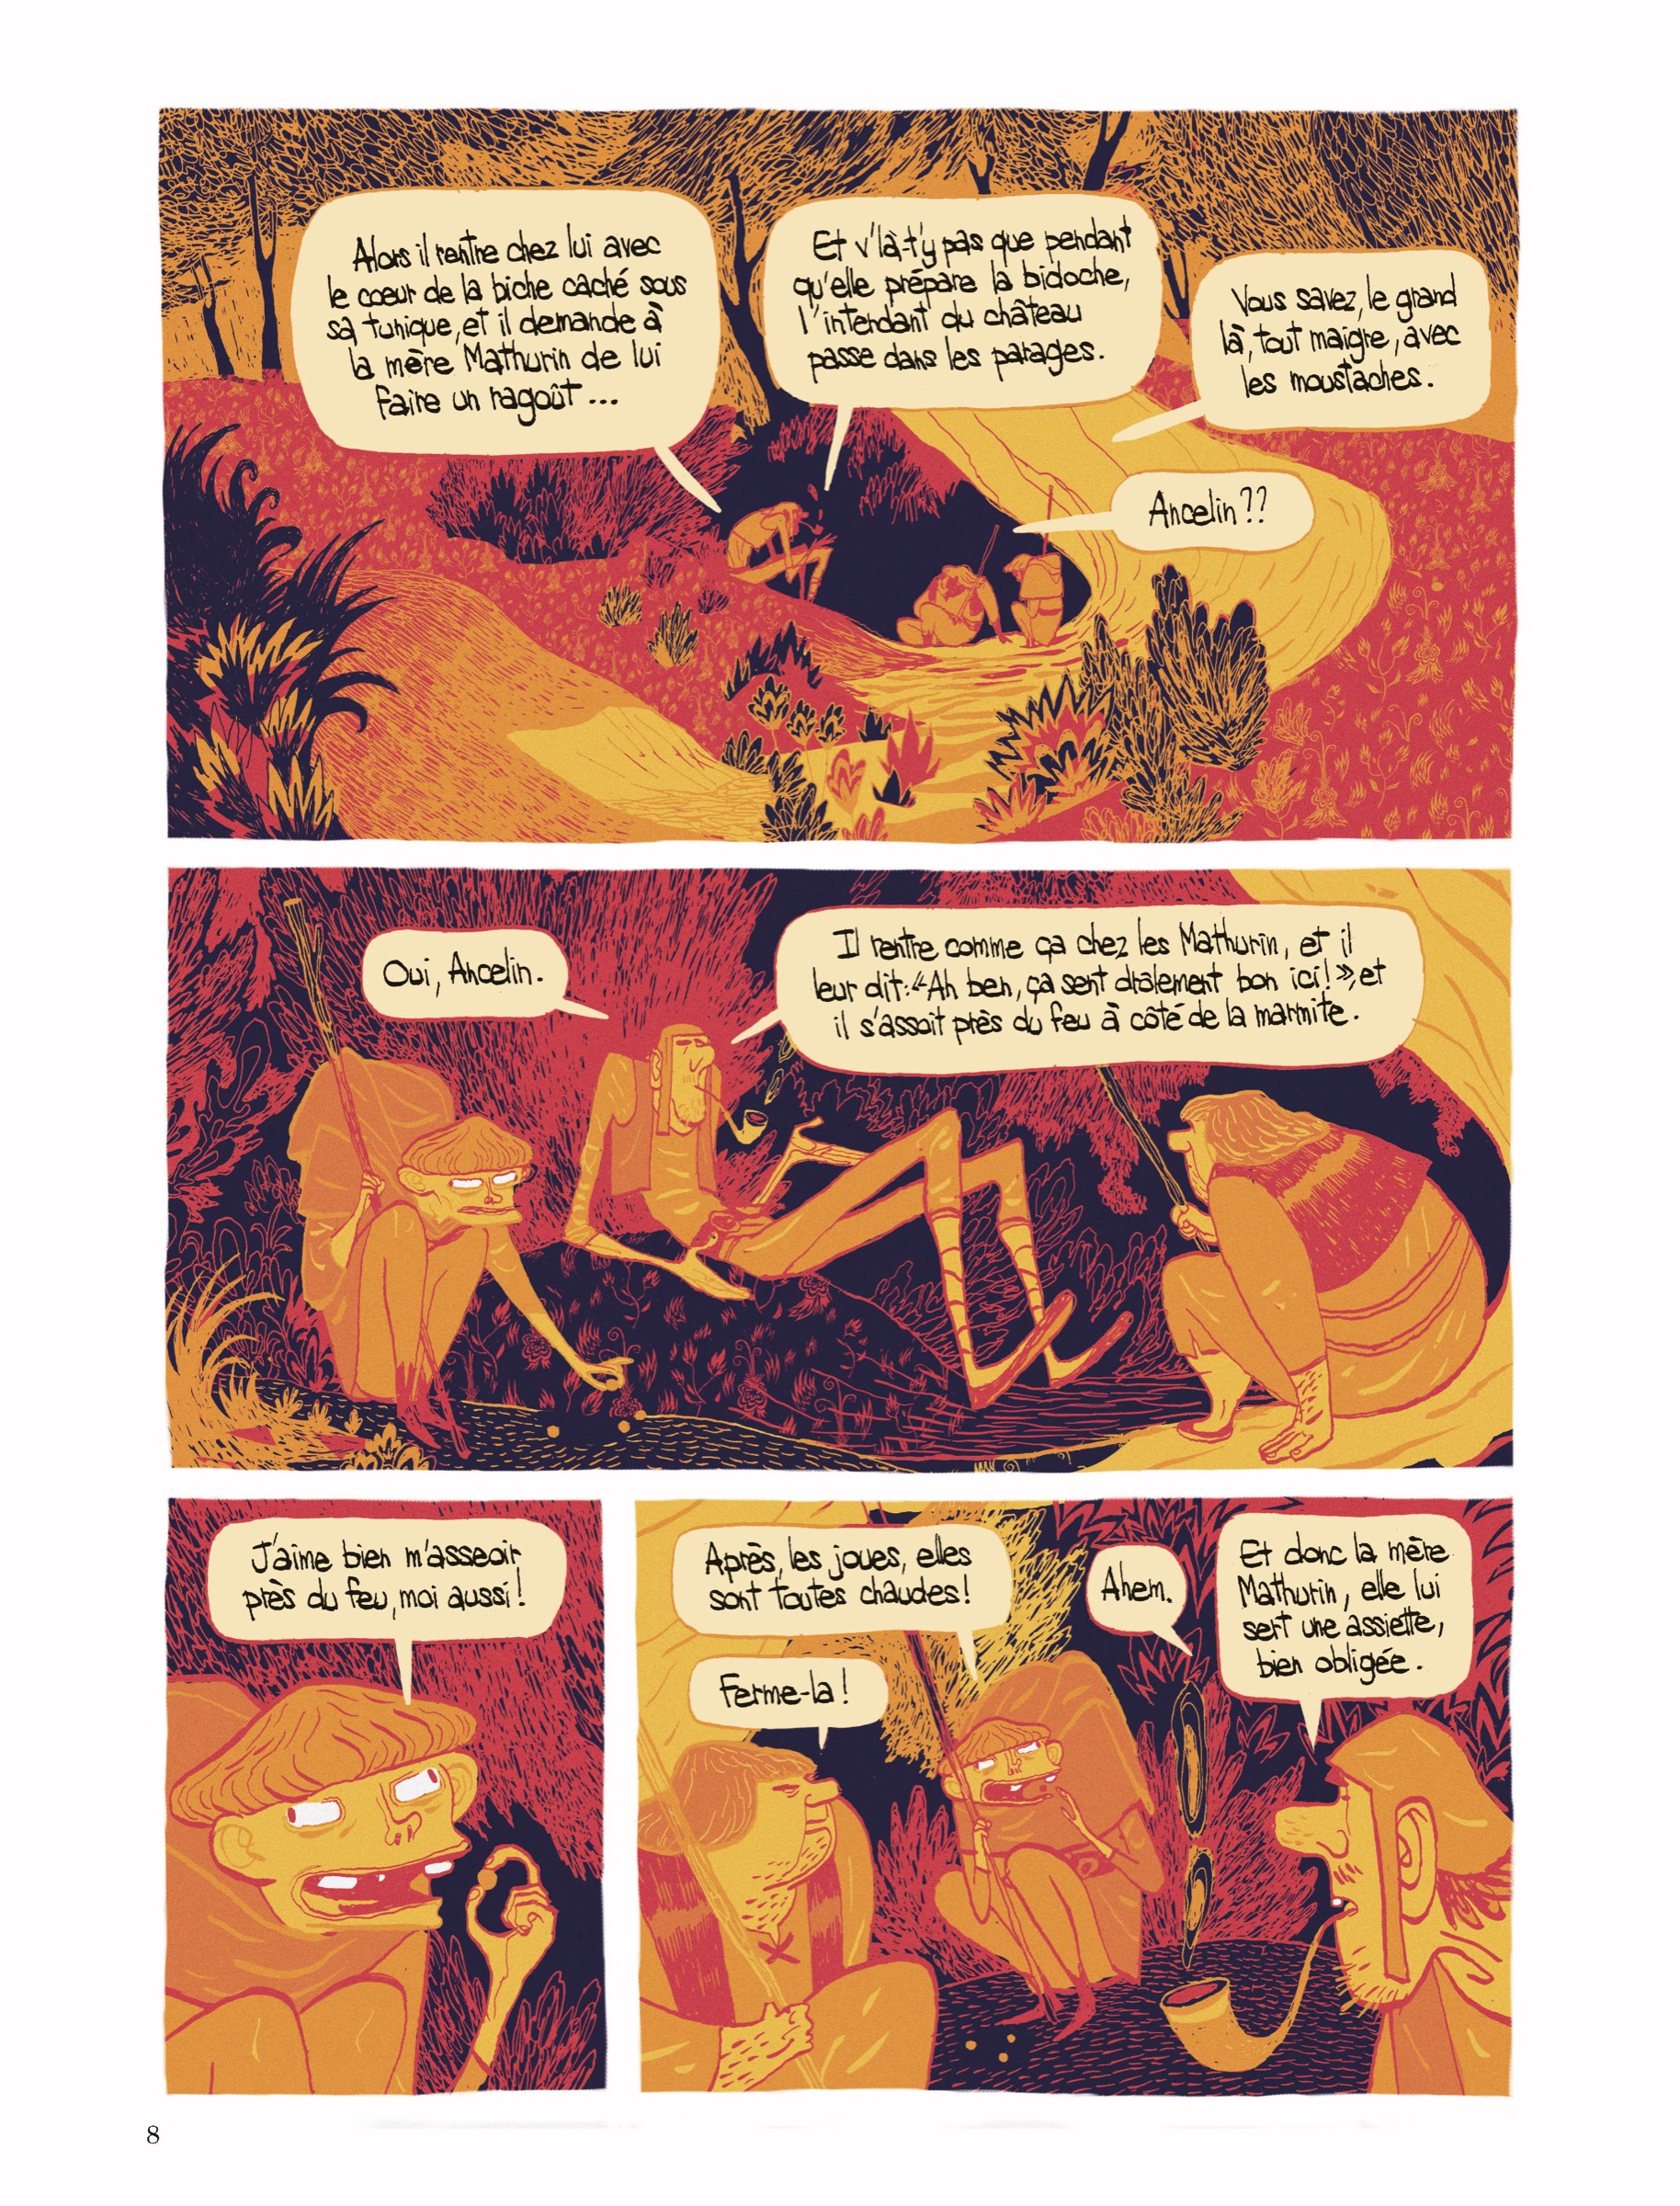 Alors il rentre chez lui avec
le coeur de la biche caché sous
sa tunique, et il demande à
la mère Mathurin de lui
faire un ragoût...
Et v'là-t'y pas que pendant
qu'elle prépare la bidoche,
l'intendant du château
passe dans les parages.
Vous savez, le grand
là, tout maigre, avec
les moustaches.
Ancelin??
Oui, Ancelin.
Il rentre comme ça chez les Mathurin, et il
leur dit: "Ah ben, ça sent drôlement bon ici!", et
il s'assoit près du feu à côté de la marmite.
J'aime bien m'asseoir
près du feu, moi aussi!
Après, les joues, elles
sont toutes chaudes!
Ferme-la!
Ahem.
Et donc la mère
Mathurin, elle lui
sert une assiette,
bien obligée.
8